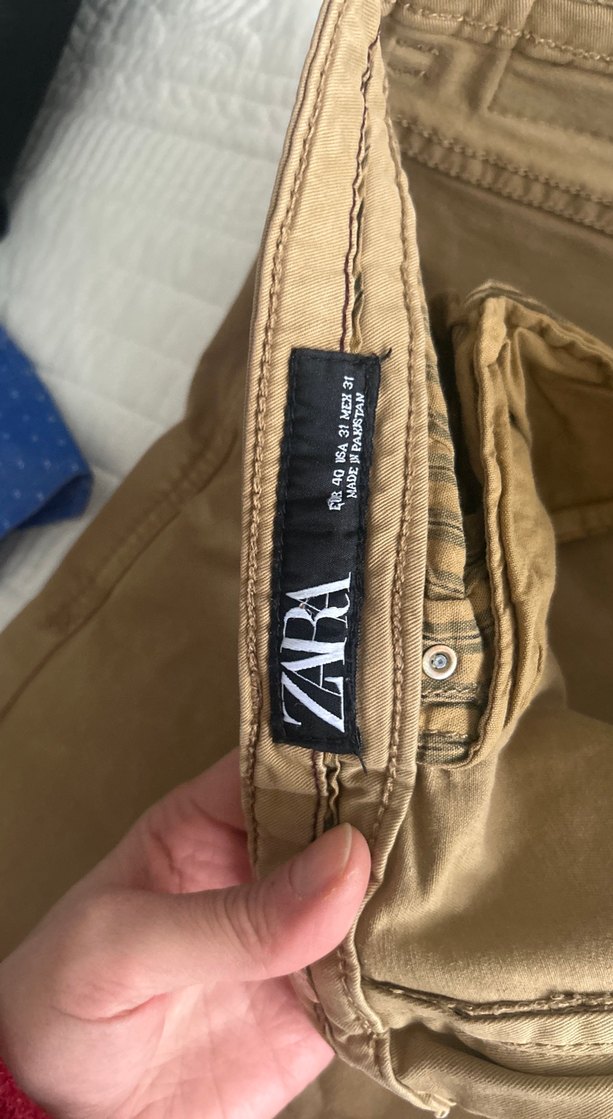 ZARA
EUR 40 USA 31 MEX 31
MADE IN PAKISTAN